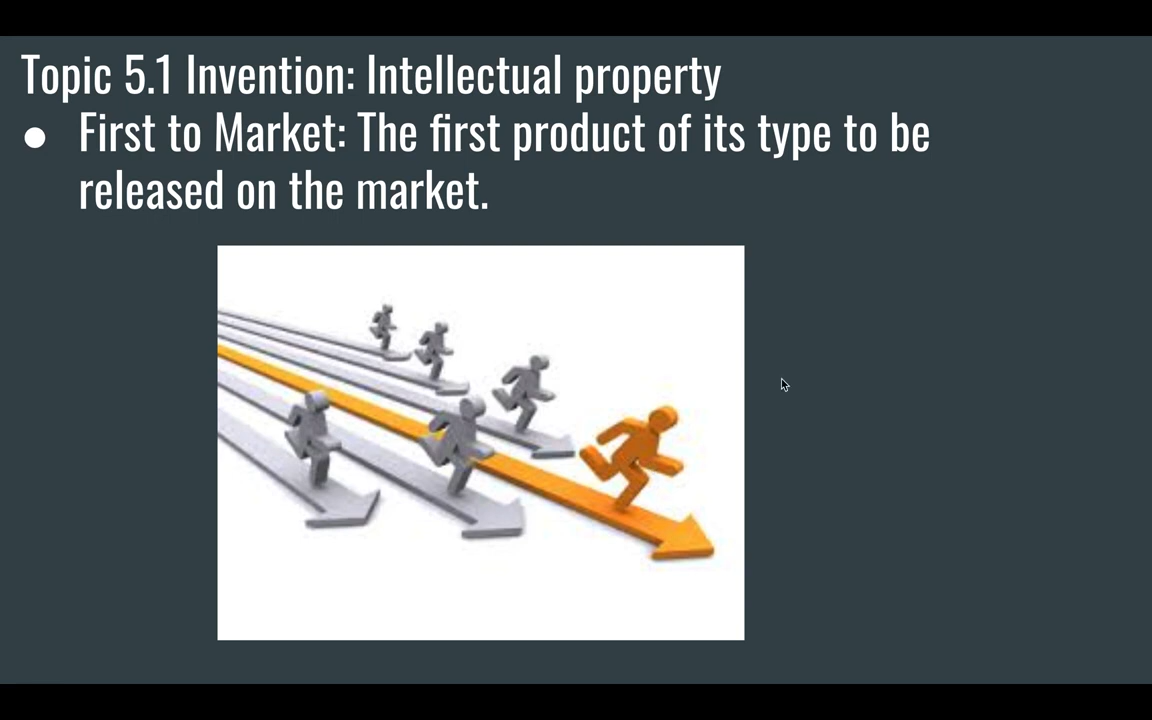 Topic 5.1 Invention: Intellectual property
● First to Market: The first product of its type to be
released on the market.